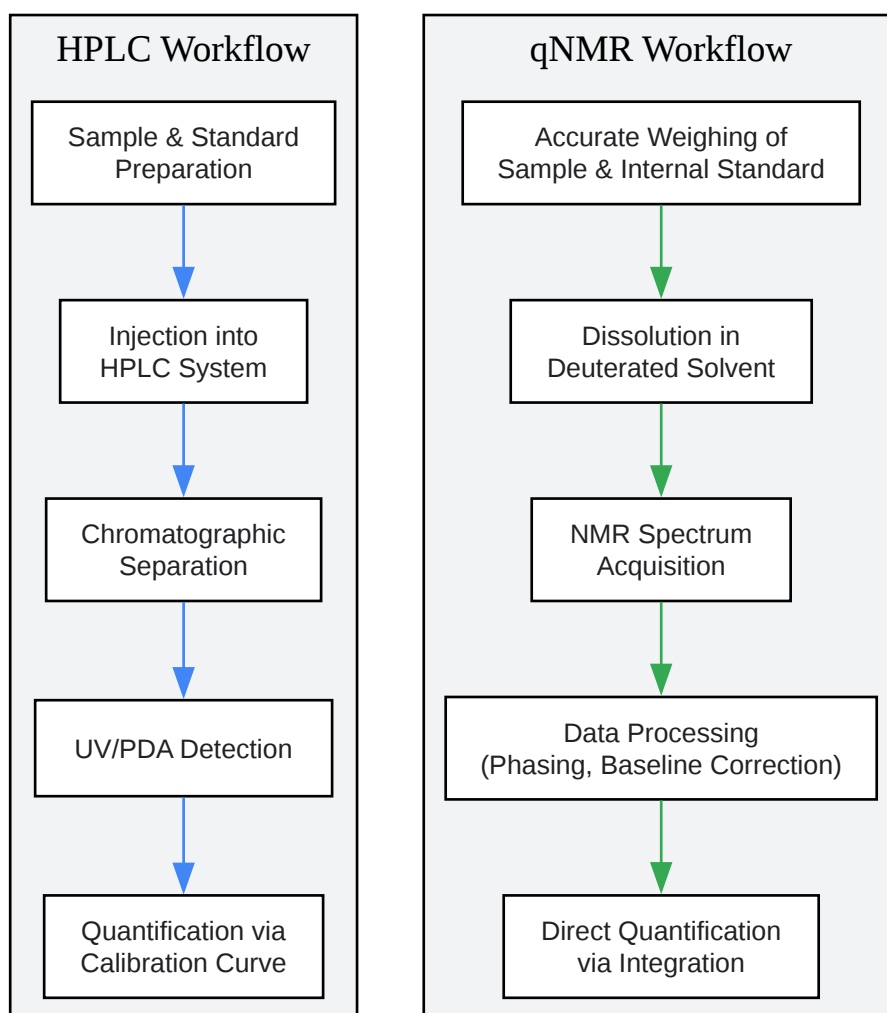 HPLC Workflow
Sample & Standard
Preparation
Injection into
HPLC System
Chromatographic
Separation
UV/PDA Detection
Quantification via
Calibration Curve
qNMR Workflow
Accurate Weighing of
Sample & Internal Standard
Dissolution in
Deuterated Solvent
NMR Spectrum
Acquisition
Data Processing
(Phasing, Baseline Correction)
Direct Quantification
via Integration